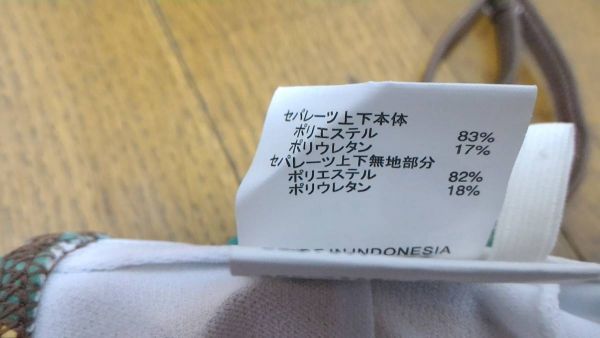 セパレーツ上下本体
ポリエステル 83%
ポリウレタン 17%
セパレーツ上下無地部分
ポリエステル 82%
ポリウレタン 18%
IN INDONESIA